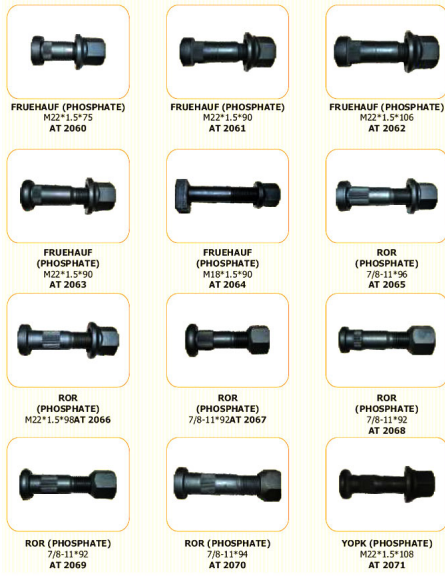 FRUEHAUF (PHOSPHATE)
M22*1.5*75
AT 2060
FRUEHAUF (PHOSPHATE)
M22*1.5*90
AT 2061
FRUEHAUF (PHOSPHATE)
M22*1.5*106
AT 2062
FRUEHAUF
(PHOSPHATE)
M22*1.5*90
AT 2063
FRUEHAUF
(PHOSPHATE)
M18*1.5*90
AT 2064
ROR
(PHOSPHATE)
7/8-11*96
AT 2065
ROR
(PHOSPHATE)
M22*1.5*98AT 2066
ROR
(PHOSPHATE)
7/8-11*92AT 2067
ROR
(PHOSPHATE)
7/8-11*92
AT 2068
ROR (PHOSPHATE)
7/8-11*92
AT 2069
ROR (PHOSPHATE)
7/8-11*94
AT 2070
YOPK (PHOSPHATE)
M22*1.5*108
AT 2071